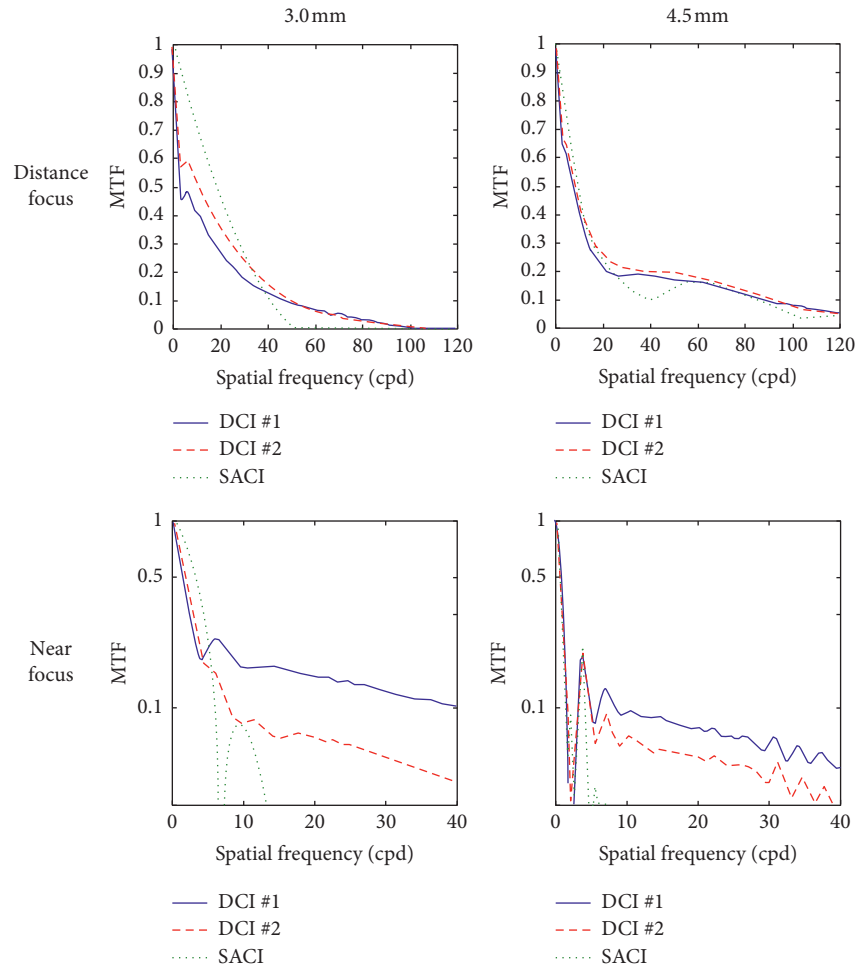 3.0 mm
4.5 mm
Distance
focus
MTF
1
0.9
0.8
0.7
0.6
0.5
0.4
0.3
0.2
0.1
0
0 20 40 60 80 100 120
Spatial frequency (cpd)
DCI #1
DCI #2
SACI
MTF
1
0.9
0.8
0.7
0.6
0.5
0.4
0.3
0.2
0.1
0
0 20 40 60 80 100 120
Spatial frequency (cpd)
DCI #1
DCI #2
SACI
Near
focus
MTF
1
0.5
0.1
0 10 20 30 40
Spatial frequency (cpd)
DCI #1
DCI #2
SACI
MTF
1
0.5
0.1
0 10 20 30 40
Spatial frequency (cpd)
DCI #1
DCI #2
SACI